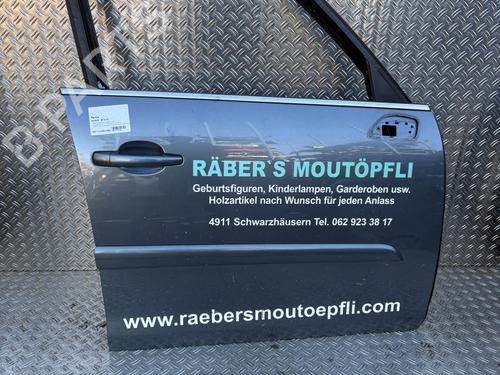 RÄBER`S MOUTÖPFLI
Geburtsfiguren, Kinderlampen, Garderoben usw.
Holzartikel nach Wunsch für jeden Anlass
4911 Schwarzhäusern Tel. 062 923 38 17
www.raebersmoutoepfli.com
B-PARTS